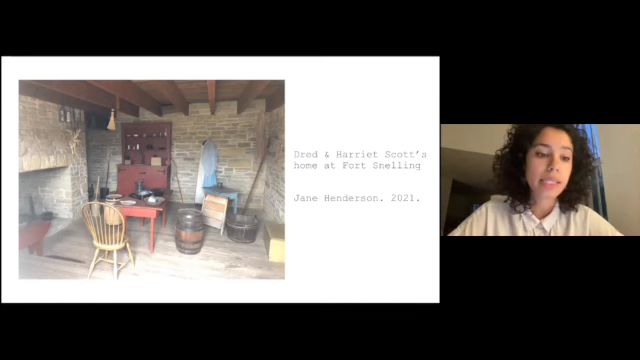 Dred & Harriet Scott's
home at Fort Snelling
Jane Henderson. 2021.